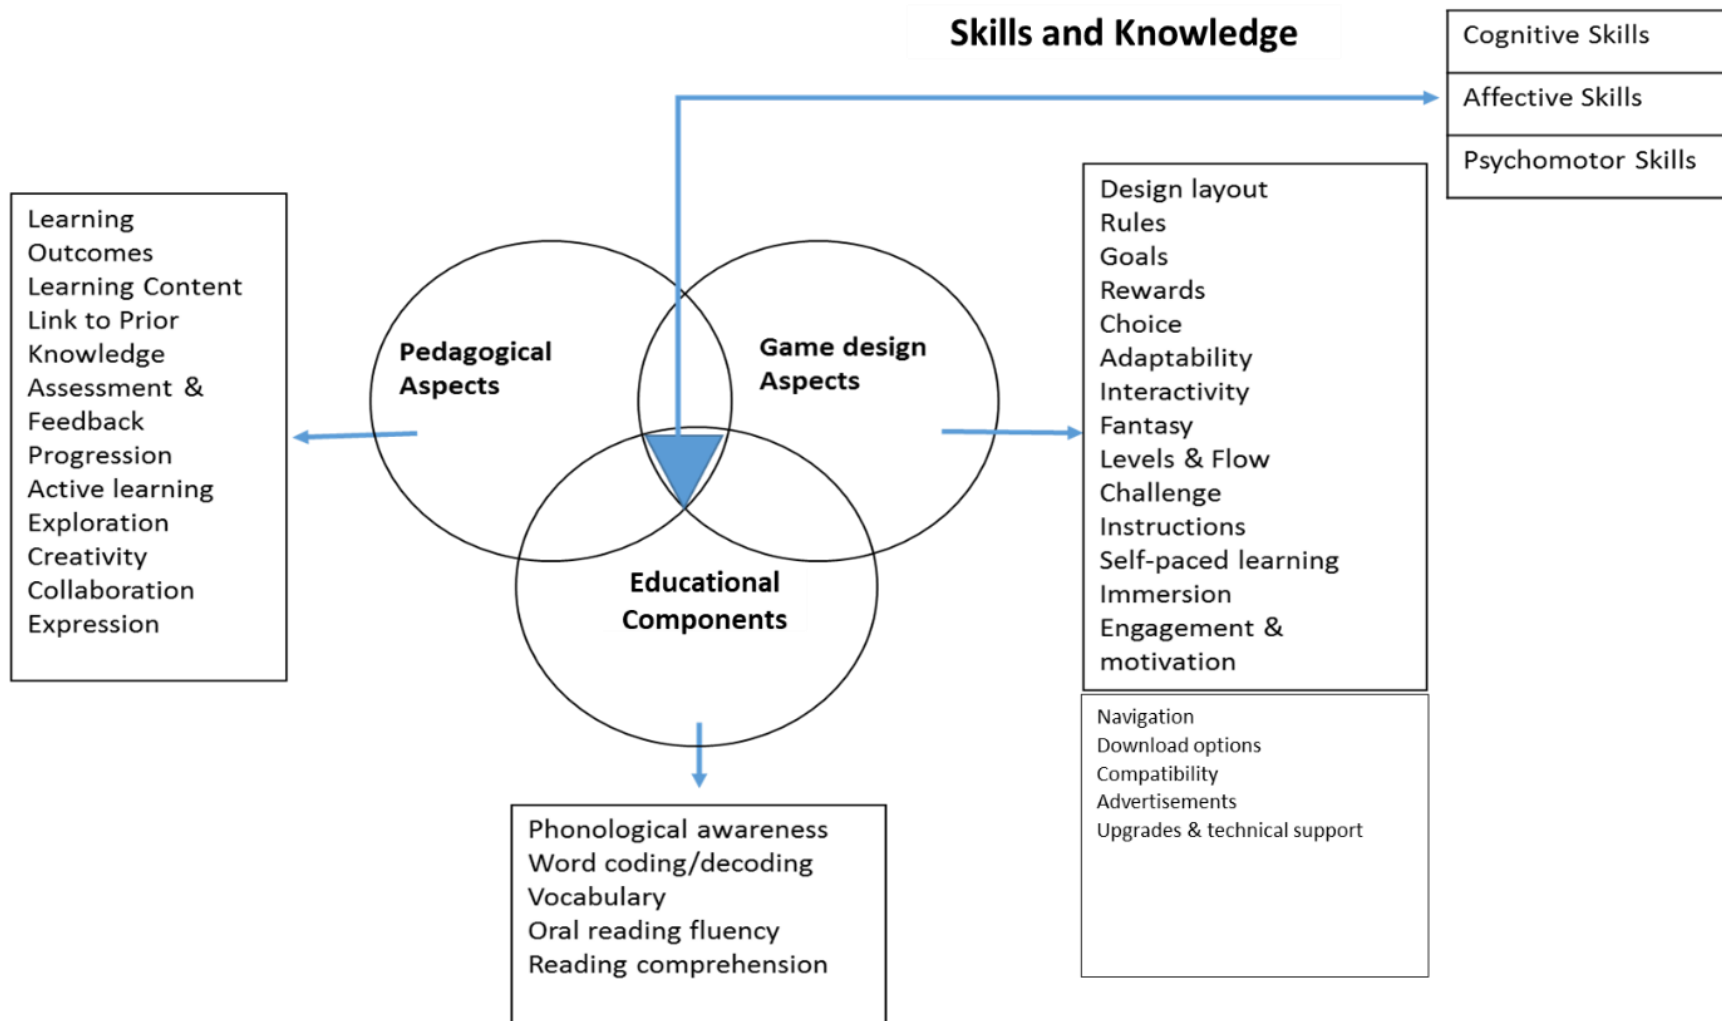 Skills and Knowledge
Cognitive Skills
Affective Skills
Psychomotor Skills
Learning
Outcomes
Learning Content
Link to Prior
Knowledge
Assessment &
Feedback
Progression
Active learning
Exploration
Creativity
Collaboration
Expression
Pedagogical
Aspects
Game design
Aspects
Educational
Components
Design layout
Rules
Goals
Rewards
Choice
Adaptability
Interactivity
Fantasy
Levels & Flow
Challenge
Instructions
Self-paced learning
Immersion
Engagement &
motivation
Navigation
Download options
Compatibility
Advertisements
Upgrades & technical support
Phonological awareness
Word coding/decoding
Vocabulary
Oral reading fluency
Reading comprehension